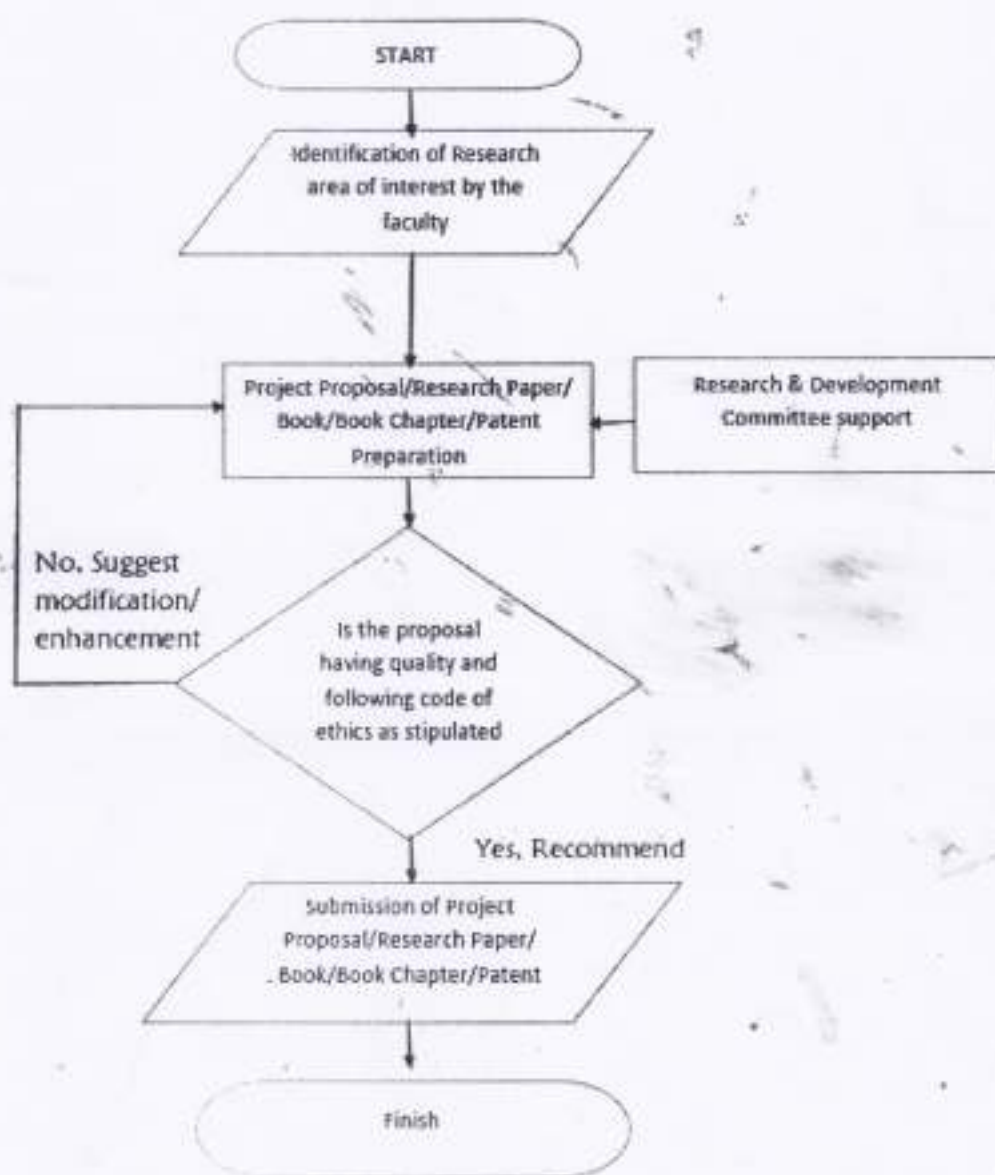 START
Identification of Research
area of interest by the
faculty
Project Proposal/Research Paper/
Book/Book Chapter/Patent
Preparation
Research & Development
Committee support
No, Suggest
modification/
enhancement
Is the proposal
having quality and
following code of
ethics as stipulated
Yes, Recommend
Submission of Project
Proposal/Research Paper/
Book/Book Chapter/Patent
Finish